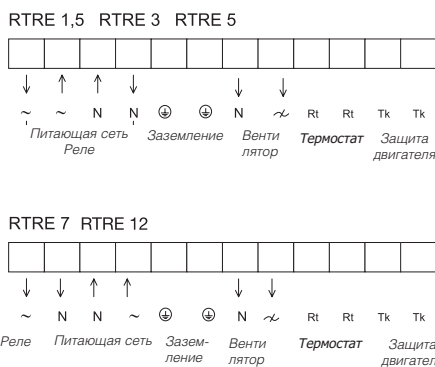 RTRE 1,5 RTRE 3 RTRE 5
~ ~ N N N ~ Rt Rt Tk Tk
Питающая сеть Заземление Венти Термостат Защита
Реле лятор двигателя
RTRE 7 RTRE 12
~ N N ~ N ~ Rt Rt Tk Tk
Реле Питающая сеть Зазем- Венти Термостат Защита
ление лятор двигател